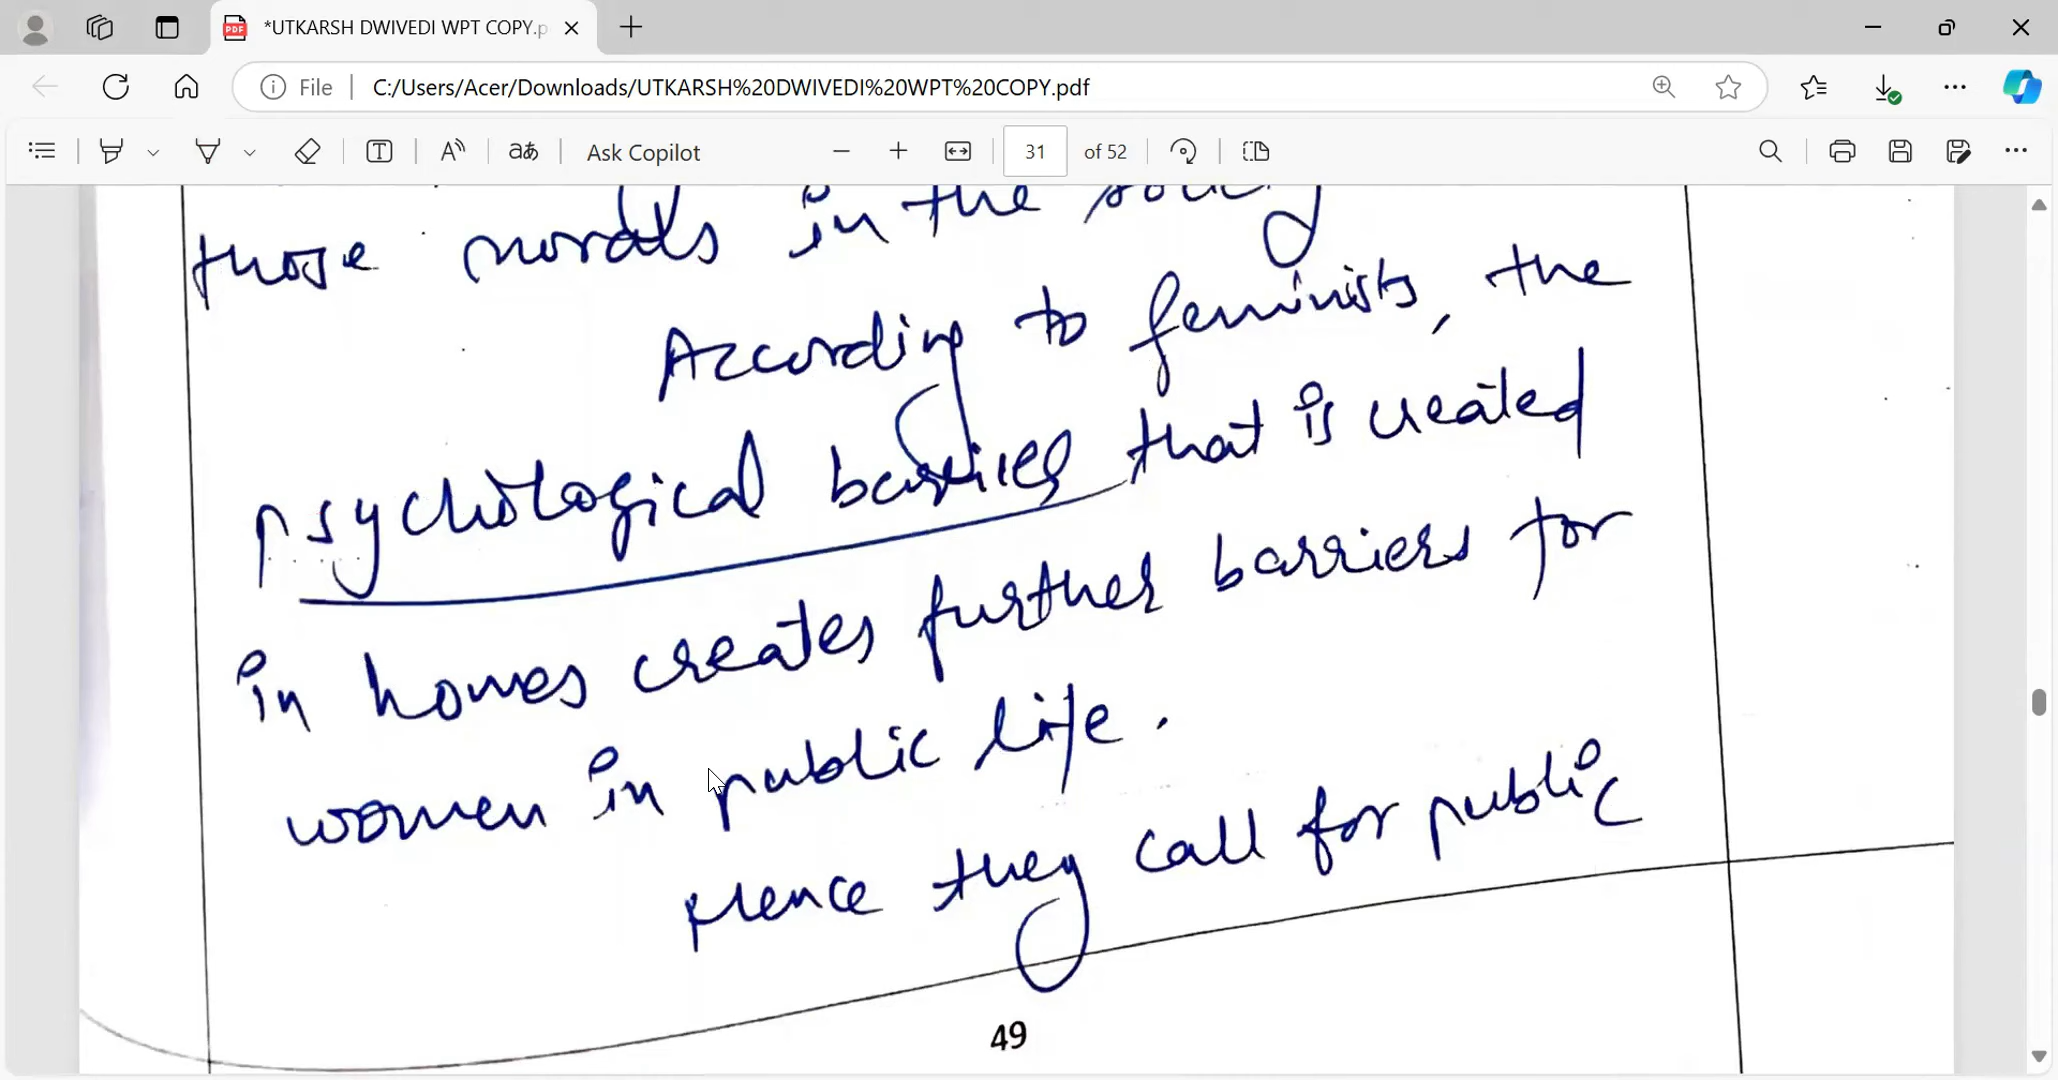 *UTKARSH DWIVEDI WPT COPY.p
File
C:/Users/Acer/Downloads/UTKARSH%20DWIVEDI%20WPT%20COPY.pdf
Ask Copilot
31 of 52
those morals in the society
According to feminists, the
psychological barriers that is created
in homes creates further barriers for
women in public life.
Hence they call for public
49